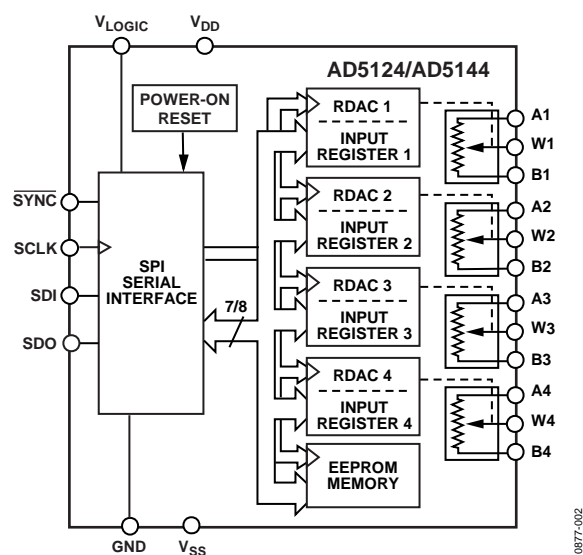 VLOGIC
VDD
AD5124/AD5144
POWER-ON
RESET
SYNC
SCLK
SDI
SDO
SPI
SERIAL
INTERFACE
7/8
RDAC 1
INPUT
REGISTER 1
RDAC 2
INPUT
REGISTER 2
RDAC 3
INPUT
REGISTER 3
RDAC 4
INPUT
REGISTER 4
EEPROM
MEMORY
A1
W1
B1
A2
W2
B2
A3
W3
B3
A4
W4
B4
GND
VSS
0877-002